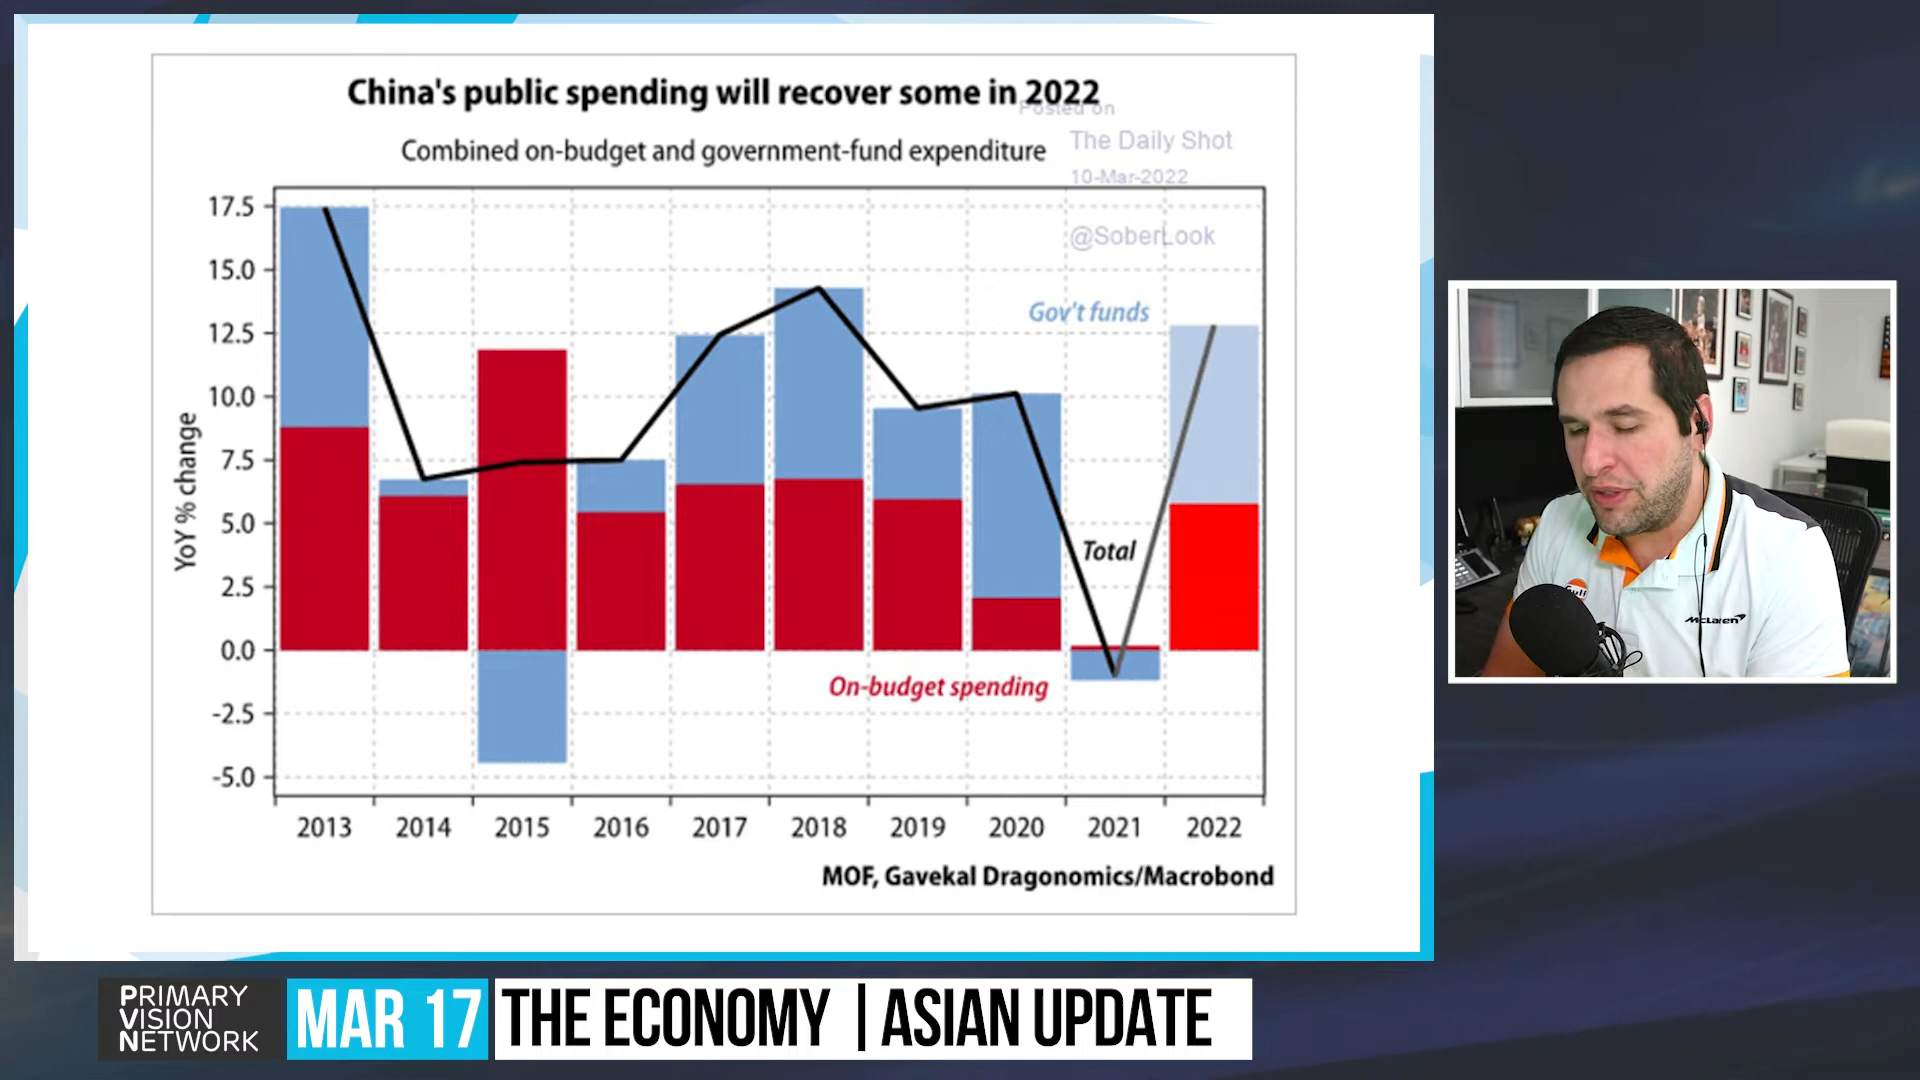 China's public spending will recover some in 2022
Posted on
Combined on-budget and government-fund expenditure
The Daily Shot
10-Mar-2022
@SoberLook
17.5
15.0
12.5
10.0
7.5
5.0
2.5
0.0
-2.5
-5.0
YoY % change
Gov't funds
Total
On-budget spending
2013 2014 2015 2016 2017 2018 2019 2020 2021 2022
MOF, Gavekal Dragonomics/Macrobond
Gulf
McLaren
PRIMARY
VISION
NETWORK
MAR 17
THE ECONOMY | ASIAN UPDATE